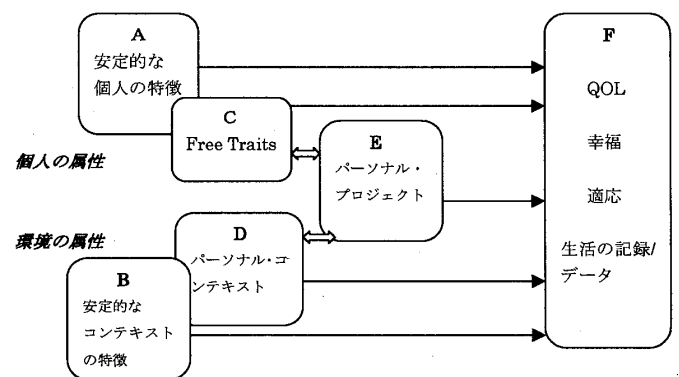 A
安定的な
個人の特徴
C
Free Traits
個人の属性
E
パーソナル・
プロジェクト
環境の属性
D
パーソナル・コ
ンテキスト
B
安定的な
コンテキスト
の特徴
F
QOL
幸福
適応
生活の記録/
データ